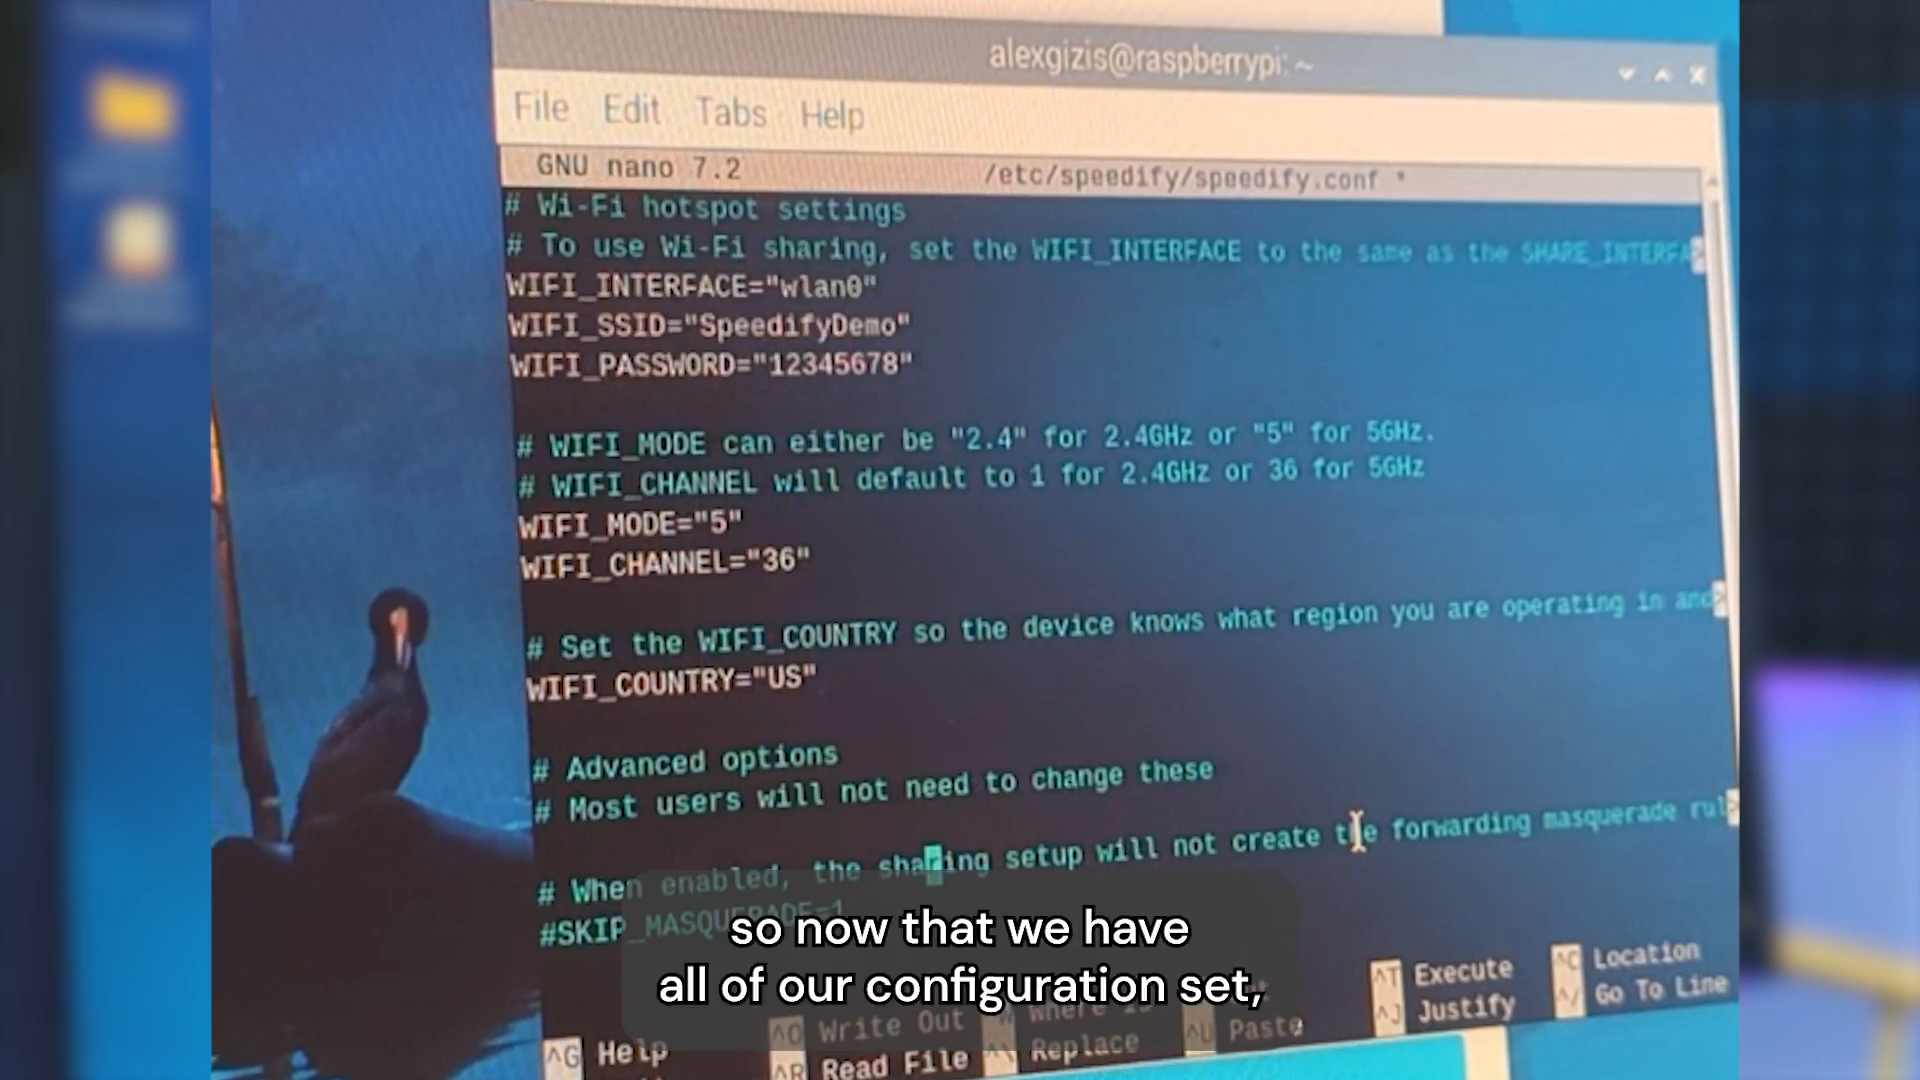 alexgizis@raspberrypi: ~
File Edit Tabs Help
GNU nano 7.2 /etc/speedify/speedify.conf *
# Wi-Fi hotspot settings
# To use Wi-Fi sharing, set the WIFI_INTERFACE to the same as the SHARE_INTERFA>
WIFI_INTERFACE="wlan0"
WIFI_SSID="SpeedifyDemo"
WIFI_PASSWORD="12345678"
# WIFI_MODE can either be "2.4" for 2.4GHz or "5" for 5GHz.
# WIFI_CHANNEL will default to 1 for 2.4GHz or 36 for 5GHz
WIFI_MODE="5"
WIFI_CHANNEL="36"
# Set the WIFI_COUNTRY so the device knows what region you are operating in and>
WIFI_COUNTRY="US"
# Advanced options
# Most users will not need to change these
# When enabled, the sharing setup will not create the forwarding masquerade rul>
#SKIP_MASQUERADE=1
so now that we have
all of our configuration set,
^G Help ^O Write Out Where Is ^T Execute ^C Location
^R Read File ^\ Replace ^U Paste ^J Justify ^/ Go To Line